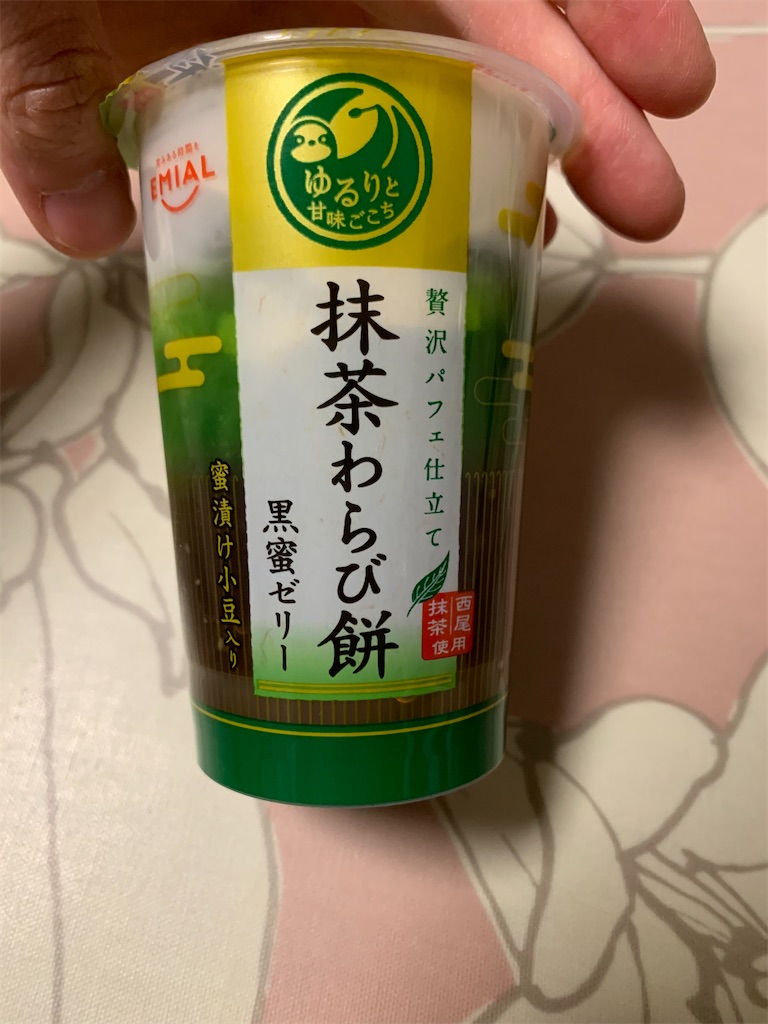 EMIAL
ゆるりと
甘味ごこち
贅沢パフェ仕立て
抹茶わらび餅
黒蜜ゼリー
蜜漬け小豆入り
西尾
抹茶
使用